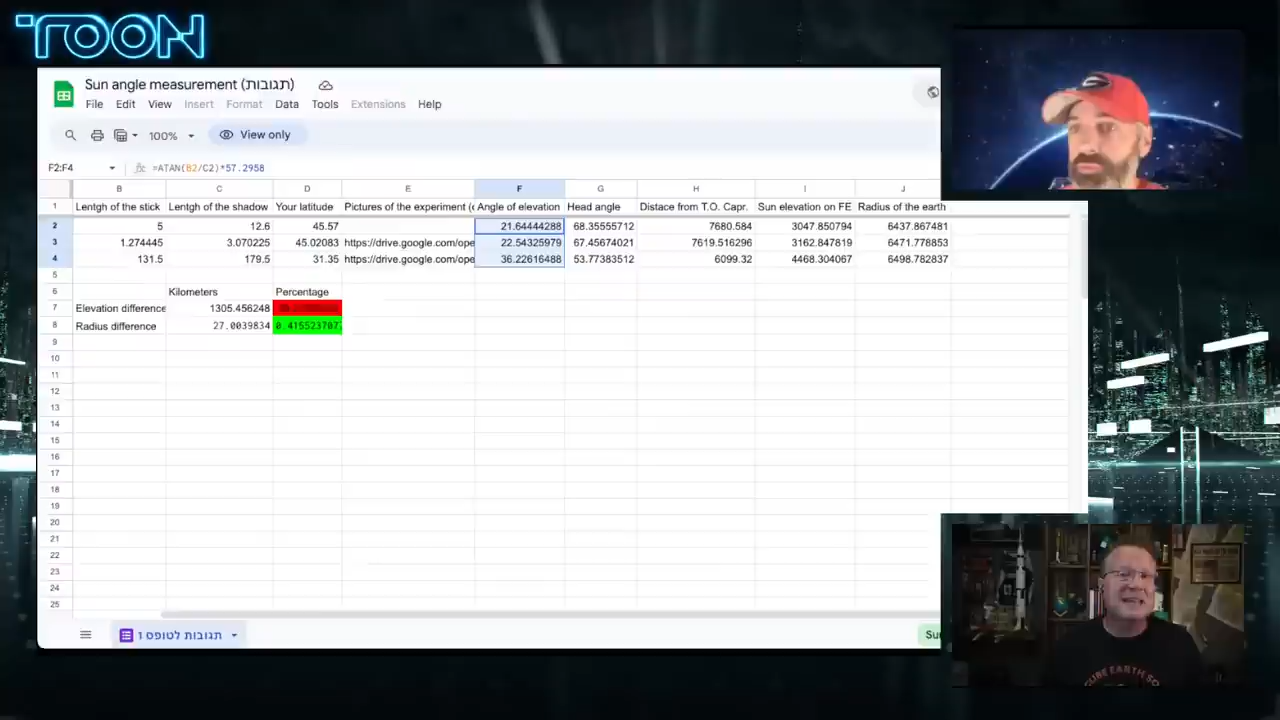 TOON
Sun angle measurement (תגובות)
File Edit View Insert Format Data Tools Extensions Help
100% View only
F2:F4 =ATAN(B2/C2)*57.2958
B C D E F G H I J
1 Lentgh of the stick Lentgh of the shadow Your latitude Pictures of the experiment (c Angle of elevation Head angle Distace from T.O. Capr. Sun elevation on FE Radius of the earth
2 5 12.6 45.57 21.64444288 68.35555712 7680.584 3047.850794 6437.867481
3 1.274445 3.070225 45.02083 https://drive.google.com/ope 22.54325979 67.45674021 7619.516296 3162.847819 6471.778853
4 131.5 179.5 31.35 https://drive.google.com/ope 36.22616488 53.77383512 6099.32 4468.304067 6498.782837
5
6 Kilometers Percentage
7 Elevation difference 1305.456248
8 Radius difference 27.0039834 0.415523707
9
10
11
12
13
14
15
16
17
18
19
20
21
22
23
24
25
תגובות לטופס 1
Su
CURE EARTH SO